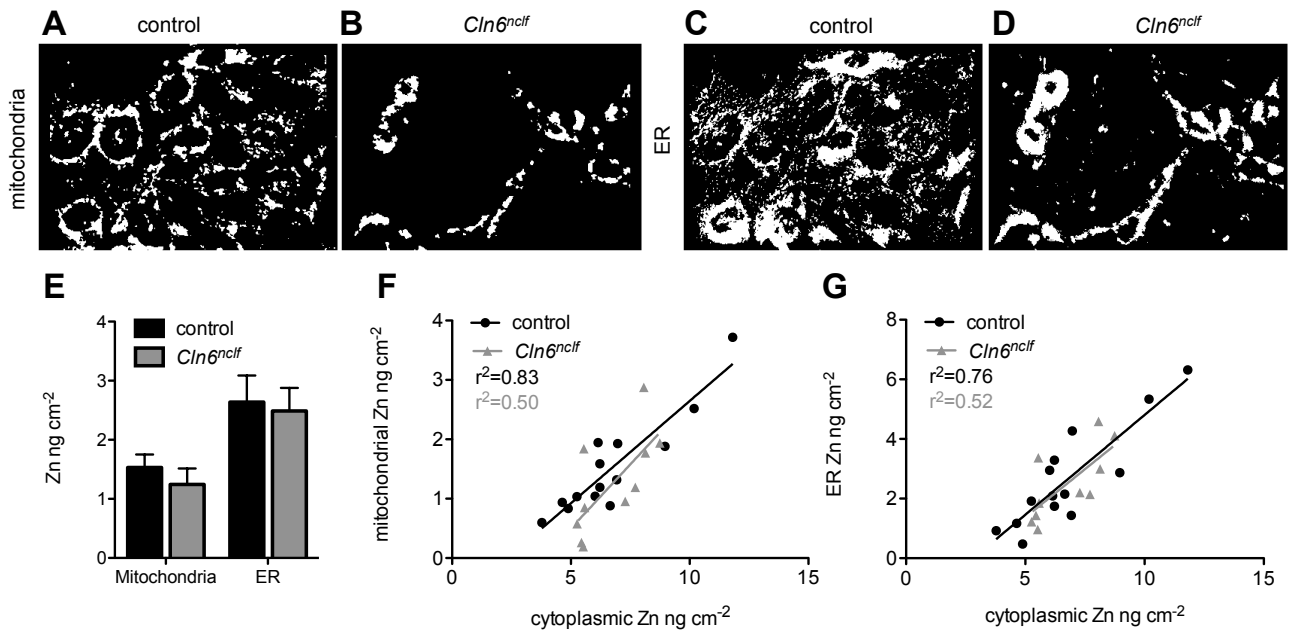 A control B Cln6ⁿᶜˡᶠ C control D Cln6ⁿᶜˡᶠ
mitochondria
ER
E
Zn ng cm⁻²
4
3
2
1
0
control
Cln6ⁿᶜˡᶠ
Mitochondria ER
F
mitochondrial Zn ng cm⁻²
4
3
2
1
0
control
Cln6ⁿᶜˡᶠ
r²=0.83
r²=0.50
0 5 10 15
cytoplasmic Zn ng cm⁻²
G
ER Zn ng cm⁻²
8
6
4
2
0
control
Cln6ⁿᶜˡᶠ
r²=0.76
r²=0.52
0 5 10 15
cytoplasmic Zn ng cm⁻²